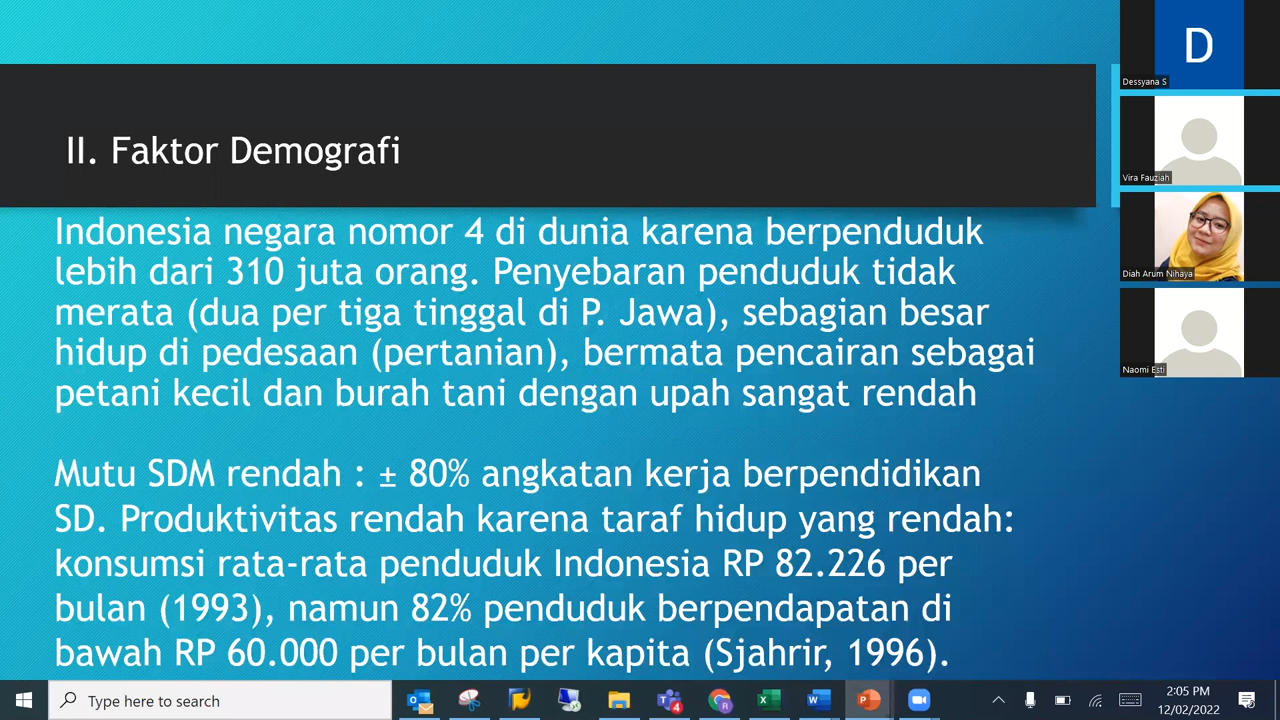 II. Faktor Demografi
Indonesia negara nomor 4 di dunia karena berpenduduk
lebih dari 310 juta orang. Penyebaran penduduk tidak
merata (dua per tiga tinggal di P. Jawa), sebagian besar
hidup di pedesaan (pertanian), bermata pencairan sebagai
petani kecil dan burah tani dengan upah sangat rendah
Mutu SDM rendah : ± 80% angkatan kerja berpendidikan
SD. Produktivitas rendah karena taraf hidup yang rendah:
konsumsi rata-rata penduduk Indonesia RP 82.226 per
bulan (1993), namun 82% penduduk berpendapatan di
bawah RP 60.000 per bulan per kapita (Sjahrir, 1996).
D
Dessyana S
Vira Fauziah
Diah Arum Nihaya
Naomi Esti
Type here to search
4
2:05 PM
12/02/2022